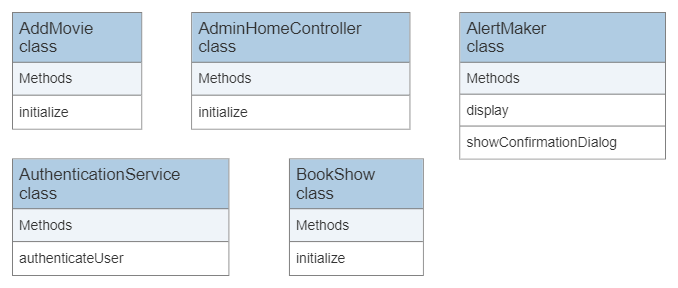 AddMovie
class
Methods
initialize
AdminHomeController
class
Methods
initialize
AlertMaker
class
Methods
display
showConfirmationDialog
AuthenticationService
class
Methods
authenticateUser
BookShow
class
Methods
initialize